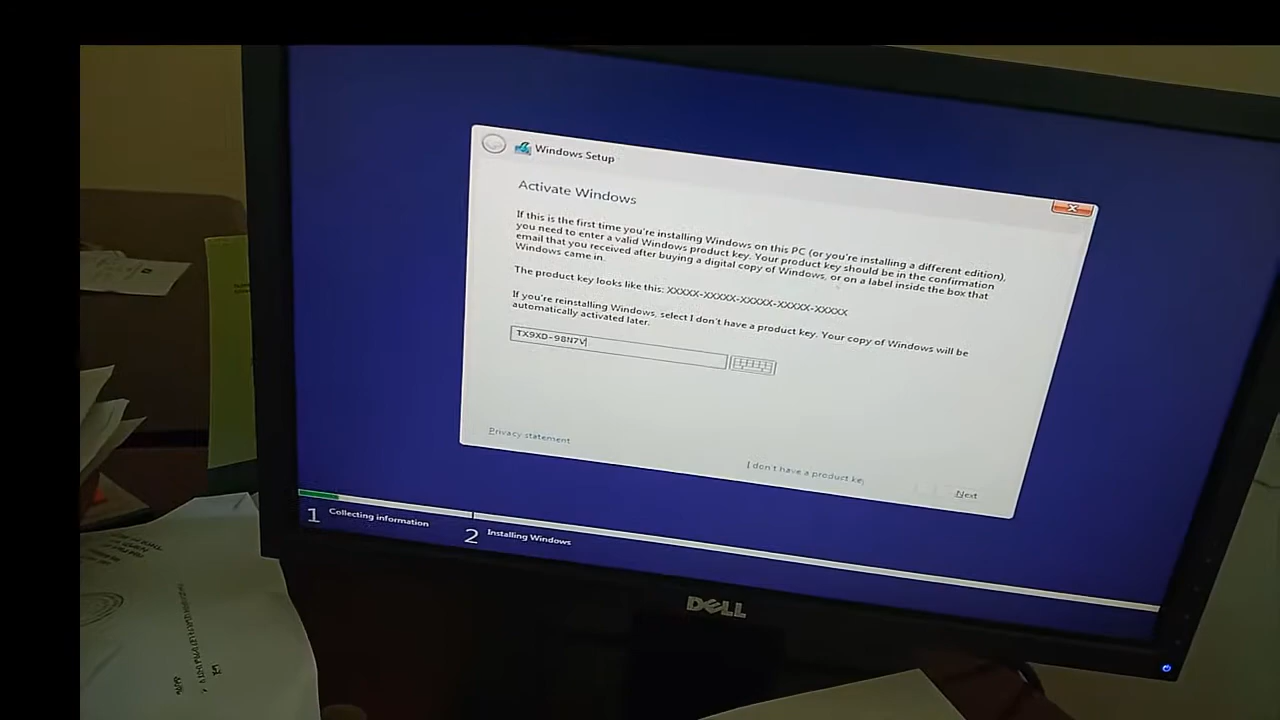 Windows Setup
Activate Windows
If this is the first time you're installing Windows on this PC (or you're installing a different edition),
you need to enter a valid Windows product key. Your product key should be in the confirmation
email that you received after buying a digital copy of Windows, or on a label inside the box that
Windows came in.
The product key looks like this: XXXXX-XXXXX-XXXXX-XXXXX-XXXXX
If you're reinstalling Windows, select I don't have a product key. Your copy of Windows will be
automatically activated later.
TX9XD-98N7V
Privacy statement
I don't have a product key
Next
1 Collecting information
2 Installing Windows
DELL